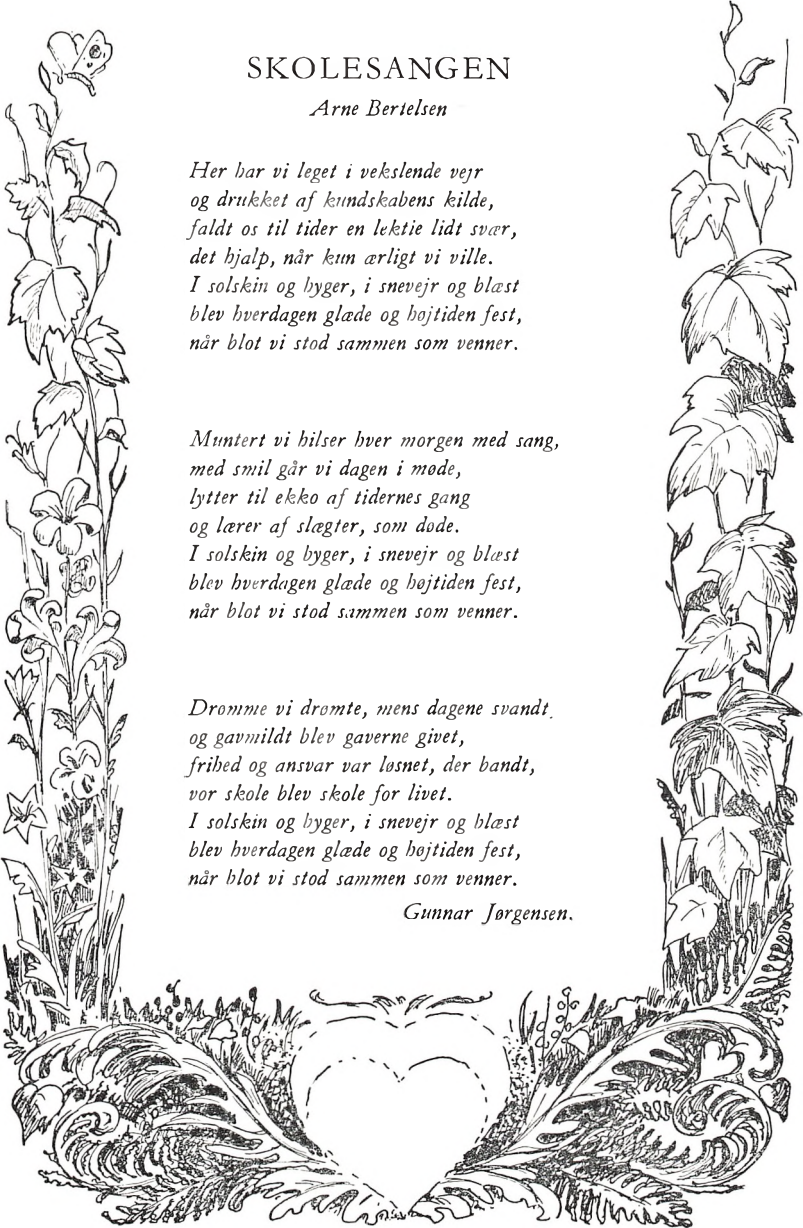 SKOLESANGEN
Arne Bertelsen
Her har vi leget i vekslende vejr
og drukket af kundskabens kilde,
faldt os til tider en lektie lidt svær,
det hjalp, når kun ærligt vi ville.
I solskin og byger, i snevejr og blæst
blev hverdagen glæde og højtiden fest,
når blot vi stod sammen som venner.
Muntert vi hilser hver morgen med sang,
med smil går vi dagen i møde,
lytter til ekko af tidernes gang
og lærer af slægter, som døde.
I solskin og byger, i snevejr og blæst
blev hverdagen glæde og højtiden fest,
når blot vi stod sammen som venner.
Drømme vi drømte, mens dagene svandt,
og gavmildt blev gaverne givet,
frihed og ansvar var løsnet, der bandt,
vor skole blev skole for livet.
I solskin og byger, i snevejr og blæst
blev hverdagen glæde og højtiden fest,
når blot vi stod sammen som venner.
Gunnar Jørgensen.